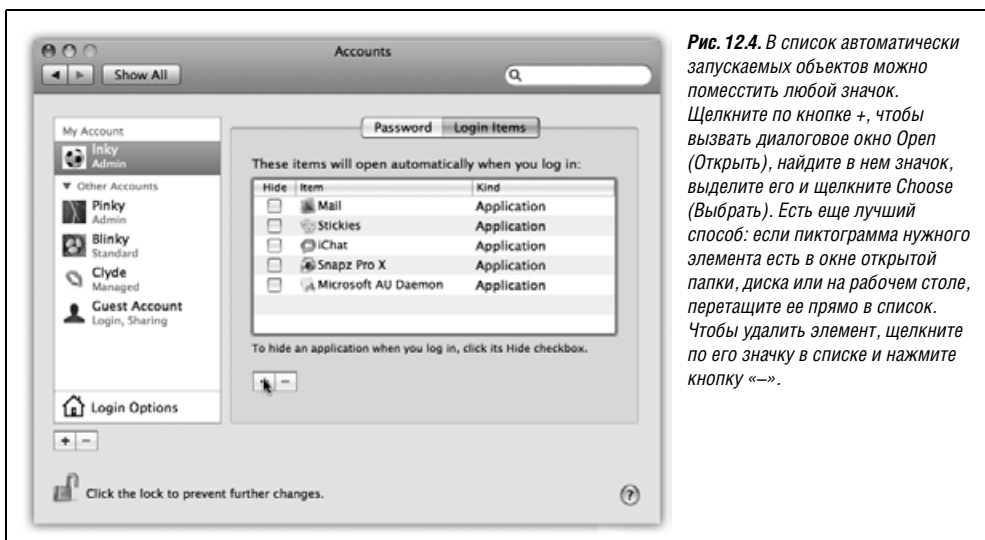 Accounts
Show All
My Account
Inky
Admin
Other Accounts
Pinky
Admin
Blinky
Standard
Clyde
Managed
Guest Account
Login, Sharing
Login Options
+ −
Password Login Items
These items will open automatically when you log in:
Hide Item Kind
Mail Application
Stickies Application
iChat Application
Snapz Pro X Application
Microsoft AU Daemon Application
To hide an application when you log in, click its Hide checkbox.
+ −
Click the lock to prevent further changes.
?
Рис. 12.4. В список автоматически
запускаемых объектов можно
помесстить любой значок.
Щелкните по кнопке +, чтобы
вызвать диалоговое окно Open
(Открыть), найдите в нем значок,
выделите его и щелкните Choose
(Выбрать). Есть еще лучший
способ: если пиктограмма нужного
элемента есть в окне открытой
папки, диска или на рабочем столе,
перетащите ее прямо в список.
Чтобы удалить элемент, щелкните
по его значку в списке и нажмите
кнопку «–».